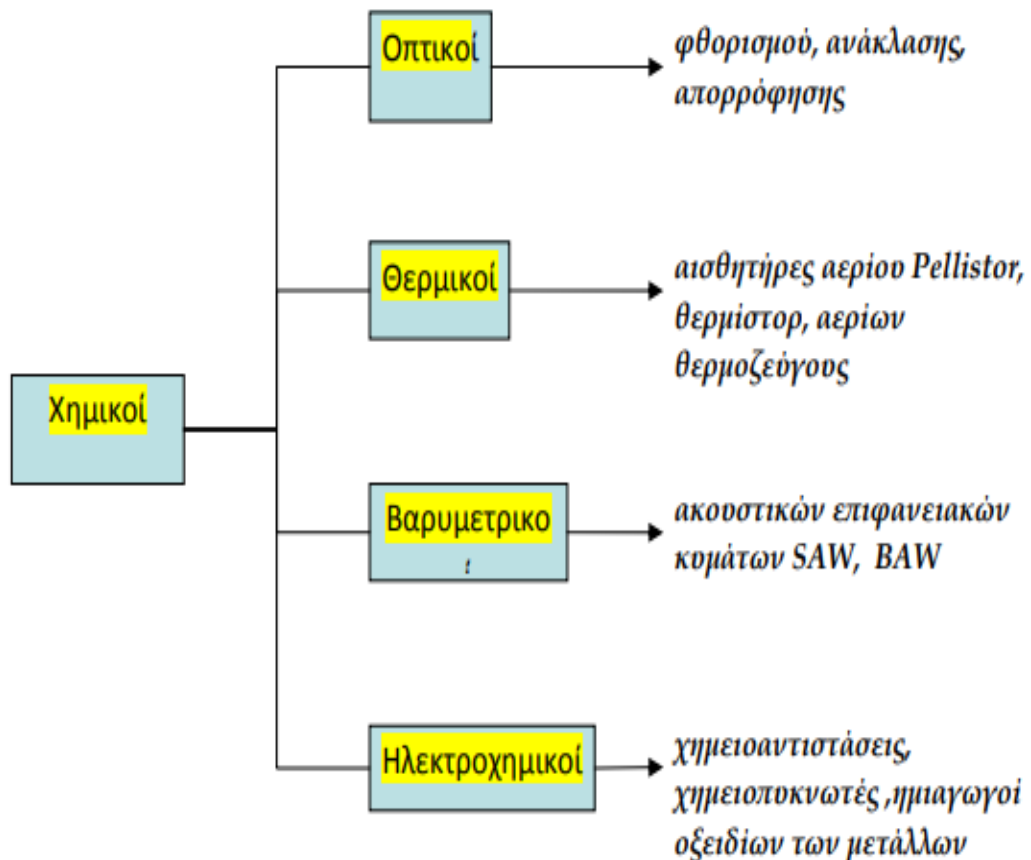 Οπτικοί
φθορισμού, ανάκλασης,
απορρόφησης
Θερμικοί
αισθητήρες αερίου Pellistor,
θερμίστορ, αερίων
θερμοζεύγους
Χημικοί
Βαρυμετρικο
ί
ακουστικών επιφανειακών
κυμάτων SAW, BAW
Ηλεκτροχημικοί
χημειοαντιστάσεις,
χημειοπυκνωτές ,ημιαγωγοί
οξειδίων των μετάλλων